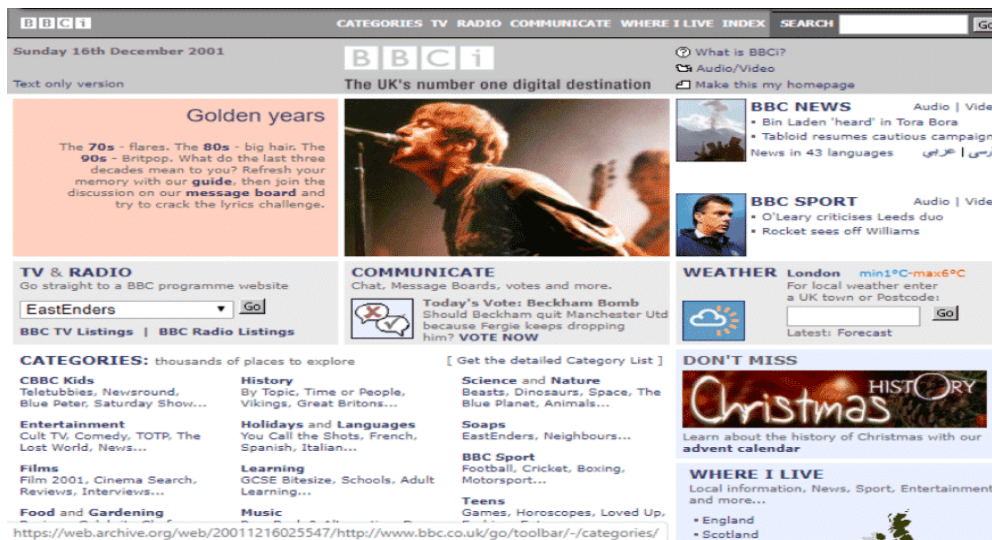 BBCi
CATEGORIES TV RADIO COMMUNICATE WHERE I LIVE INDEX SEARCH Go
Sunday 16th December 2001
Text only version
BBCi
The UK's number one digital destination
What is BBCi?
Audio/Video
Make this my homepage
Golden years
The 70s - flares. The 80s - big hair. The
90s - Britpop. What do the last three
decades mean to you? Refresh your
memory with our guide, then join the
discussion on our message board and
try to crack the lyrics challenge.
BBC NEWS Audio | Vide
Bin Laden 'heard' in Tora Bora
Tabloid resumes cautious campaign
News in 43 languages عربي |
BBC SPORT Audio | Vide
O'Leary criticises Leeds duo
Rocket sees off Williams
TV & RADIO
Go straight to a BBC programme website
EastEnders Go
BBC TV Listings | BBC Radio Listings
COMMUNICATE
Chat, Message Boards, votes and more.
Today's Vote: Beckham Bomb
Should Beckham quit Manchester Utd
because Fergie keeps dropping
him? VOTE NOW
WEATHER London min1°C-max6°C
For local weather enter
a UK town or Postcode:
Go
Latest: Forecast
CATEGORIES: thousands of places to explore [ Get the detailed Category List ]
CBBC Kids
Teletubbies, Newsround,
Blue Peter, Saturday Show...
Entertainment
Cult TV, Comedy, TOTP, The
Lost World, News...
Films
Film 2001, Cinema Search,
Reviews, Interviews...
Food and Gardening
History
By Topic, Time or People,
Vikings, Great Britons...
Holidays and Languages
You Call the Shots, French,
Spanish, Italian...
Learning
GCSE Bitesize, Schools, Adult
Learning...
Music
Science and Nature
Beasts, Dinosaurs, Space, The
Blue Planet, Animals...
Soaps
EastEnders, Neighbours...
BBC Sport
Football, Cricket, Boxing,
Motorsport...
Teens
Games, Horoscopes, Loved Up,
DON'T MISS
HISTORY
Christmas
Learn about the history of Christmas with our
advent calendar
WHERE I LIVE
Local information, News, Sport, Entertainment
and more...
England
Scotland
https://web.archive.org/web/20011216025547/http://www.bbc.co.uk/go/toolbar/-/categories/